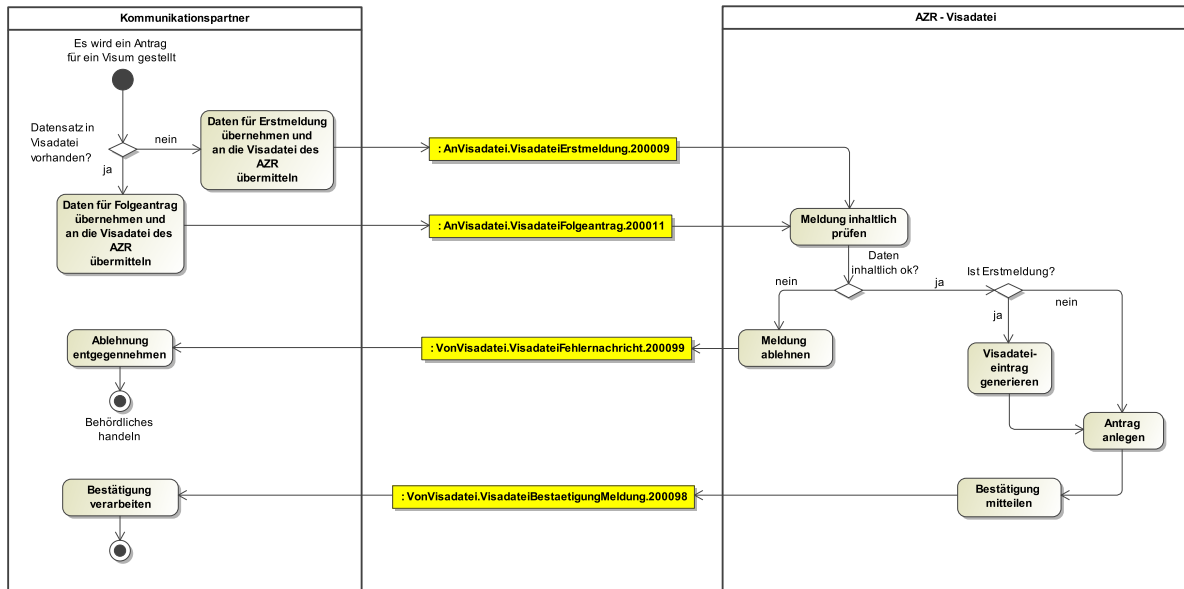 Kommunikationspartner
AZR - Visadatei
Es wird ein Antrag
für ein Visum gestellt
Datensatz in
Visadatei
vorhanden?
nein
ja
Daten für Erstmeldung
übernehmen und
an die Visadatei des
AZR
übermitteln
: AnVisadatei.VisadateiErstmeldung.200009
Daten für Folgeantrag
übernehmen und
an die Visadatei des
AZR
übermitteln
: AnVisadatei.VisadateiFolgeantrag.200011
Meldung inhaltlich
prüfen
Daten
inhaltlich ok?
nein
ja
Ist Erstmeldung?
ja
nein
Ablehnung
entgegennehmen
: VonVisadatei.VisadateiFehlernachricht.200099
Meldung
ablehnen
Visadatei-
eintrag
generieren
Behördliches
handeln
Antrag
anlegen
Bestätigung
verarbeiten
: VonVisadatei.VisadateiBestaetigungMeldung.200098
Bestätigung
mitteilen